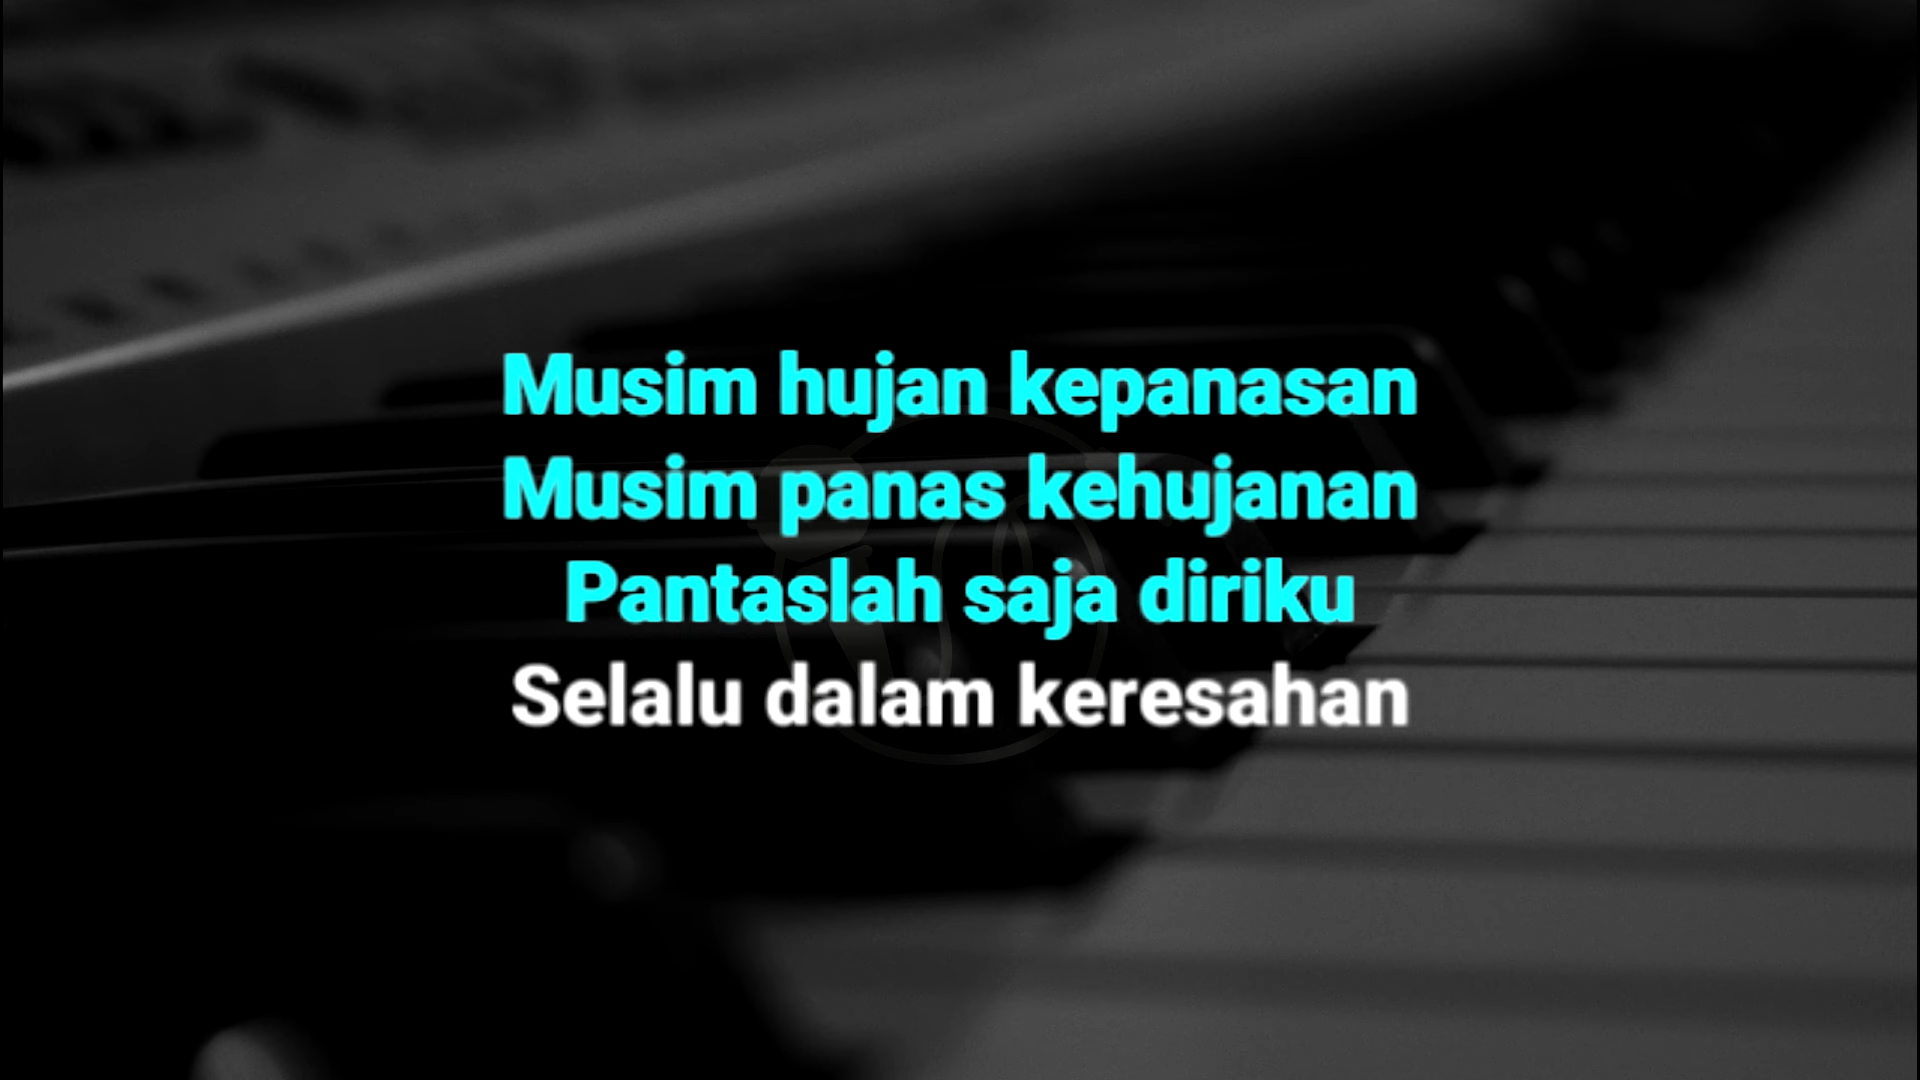 Musim hujan kepanasan
Musim panas kehujanan
Pantaslah saja diriku
Selalu dalam keresahan